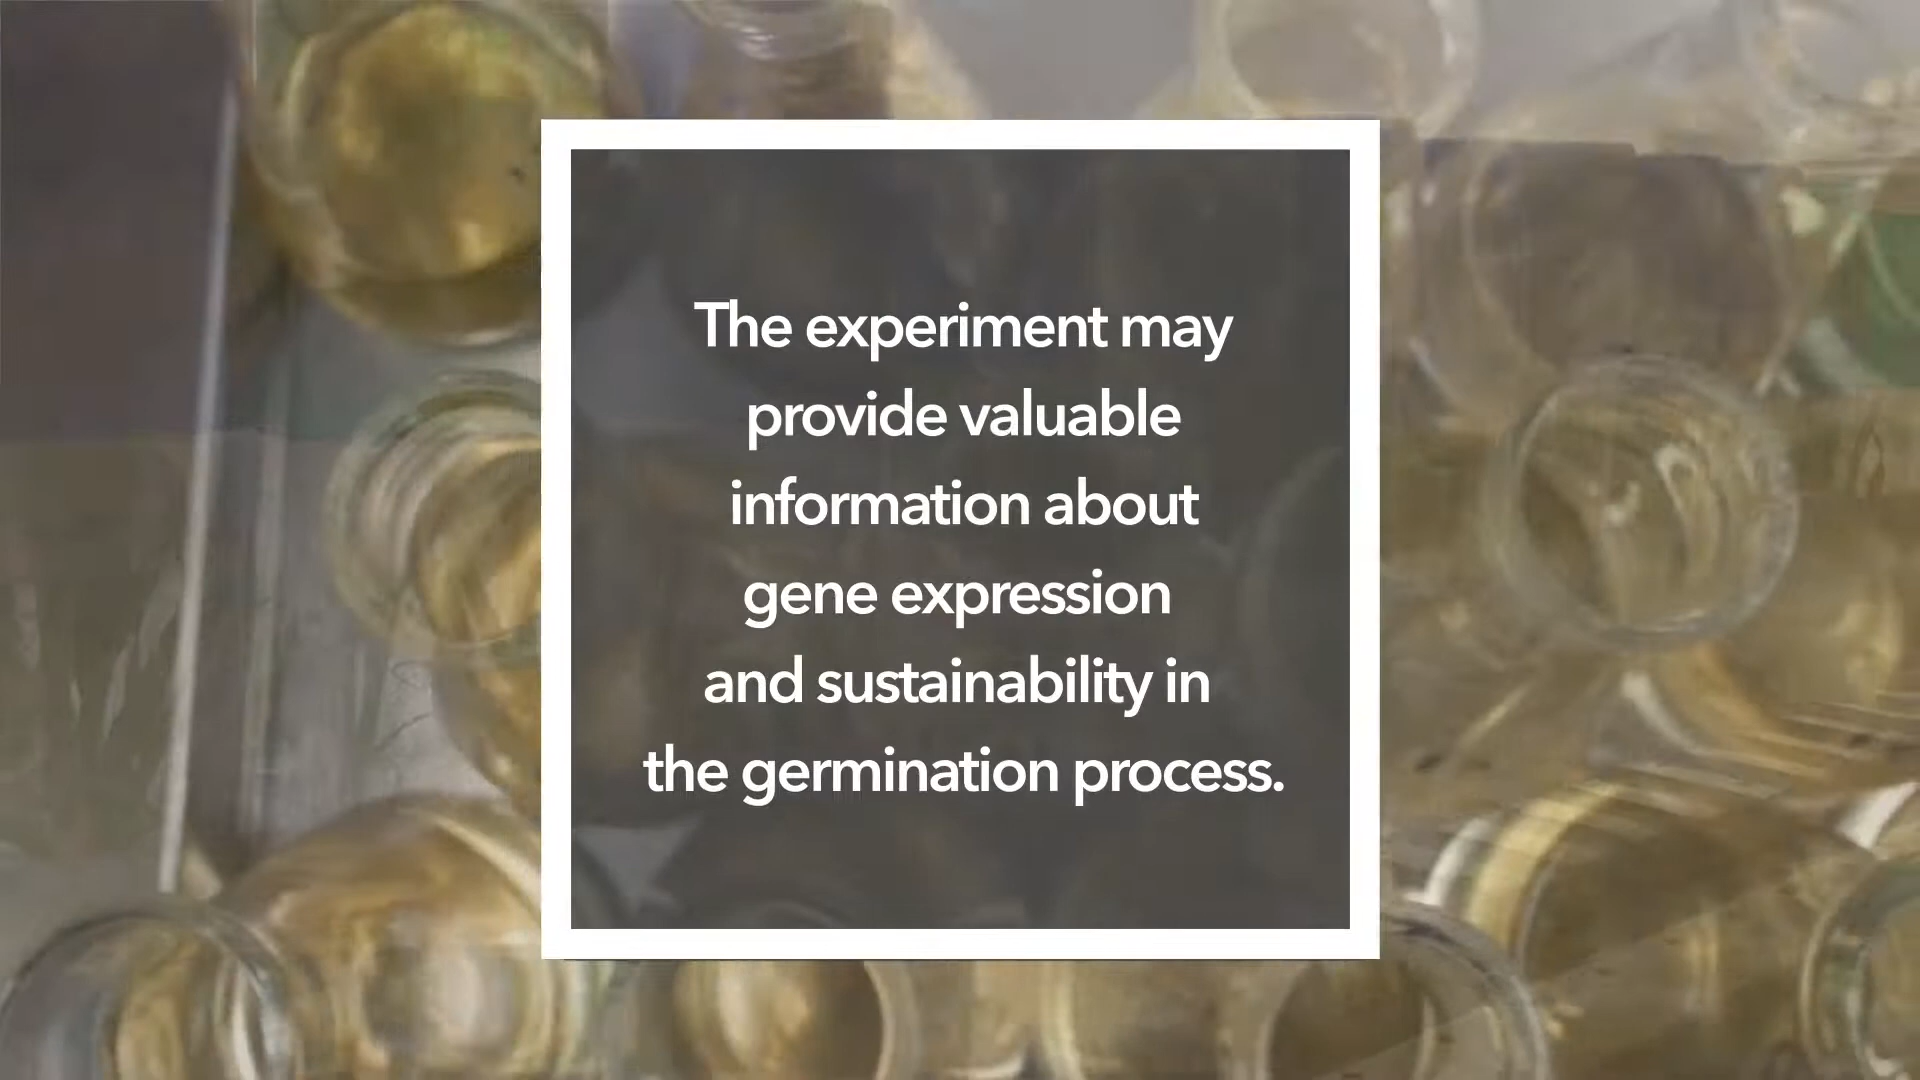 The experiment may
provide valuable
information about
gene expression
and sustainability in
the germination process.